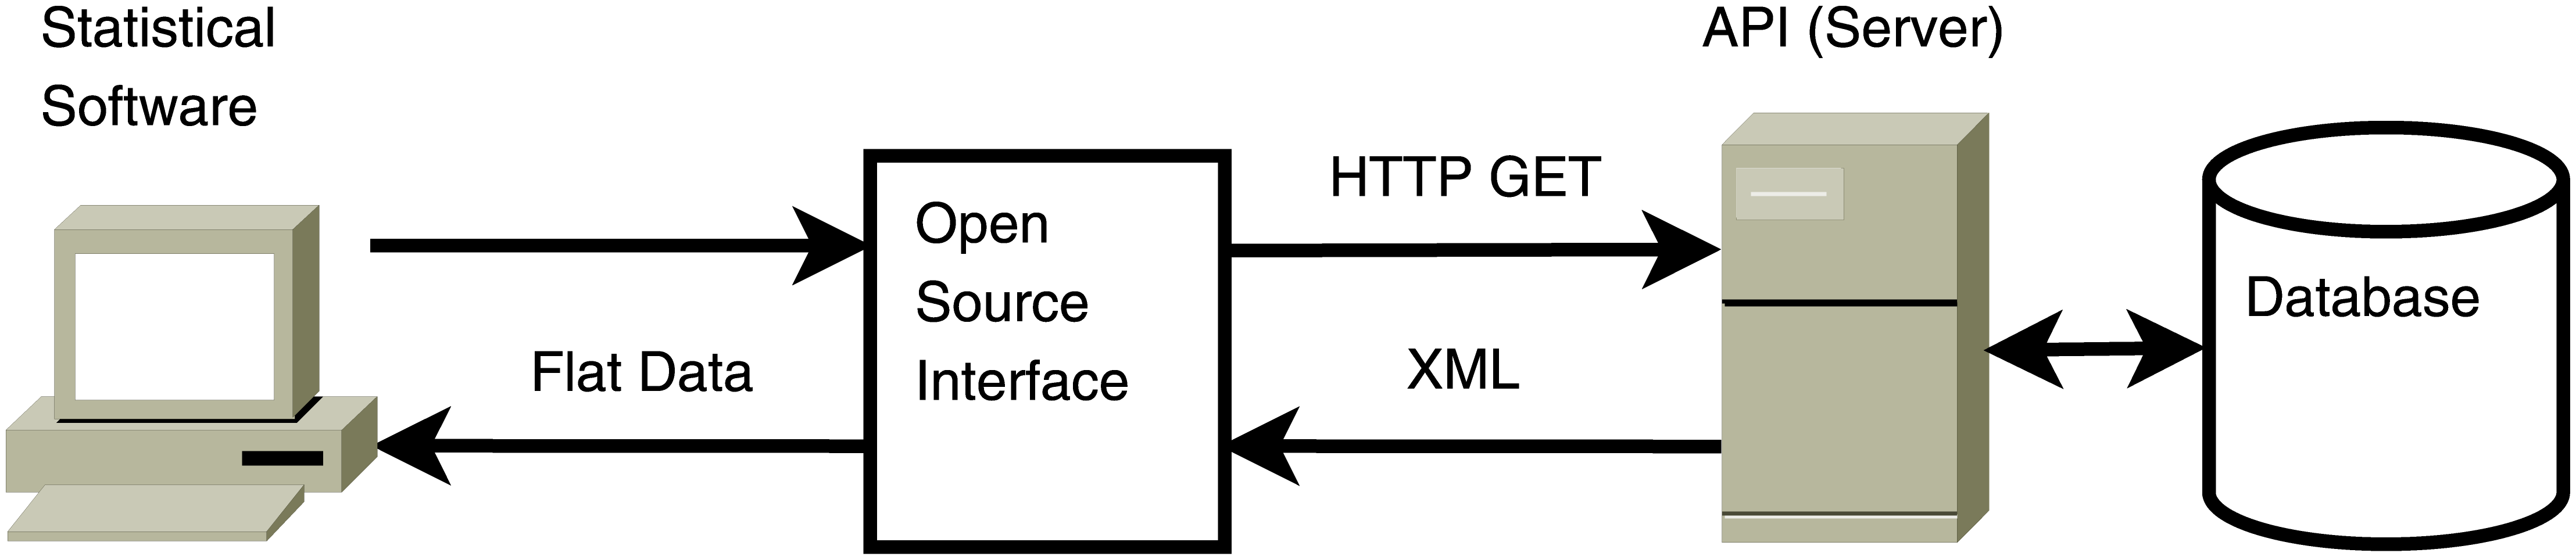 Statistical
Software
Flat Data
Open
Source
Interface
HTTP GET
XML
API (Server)
Database